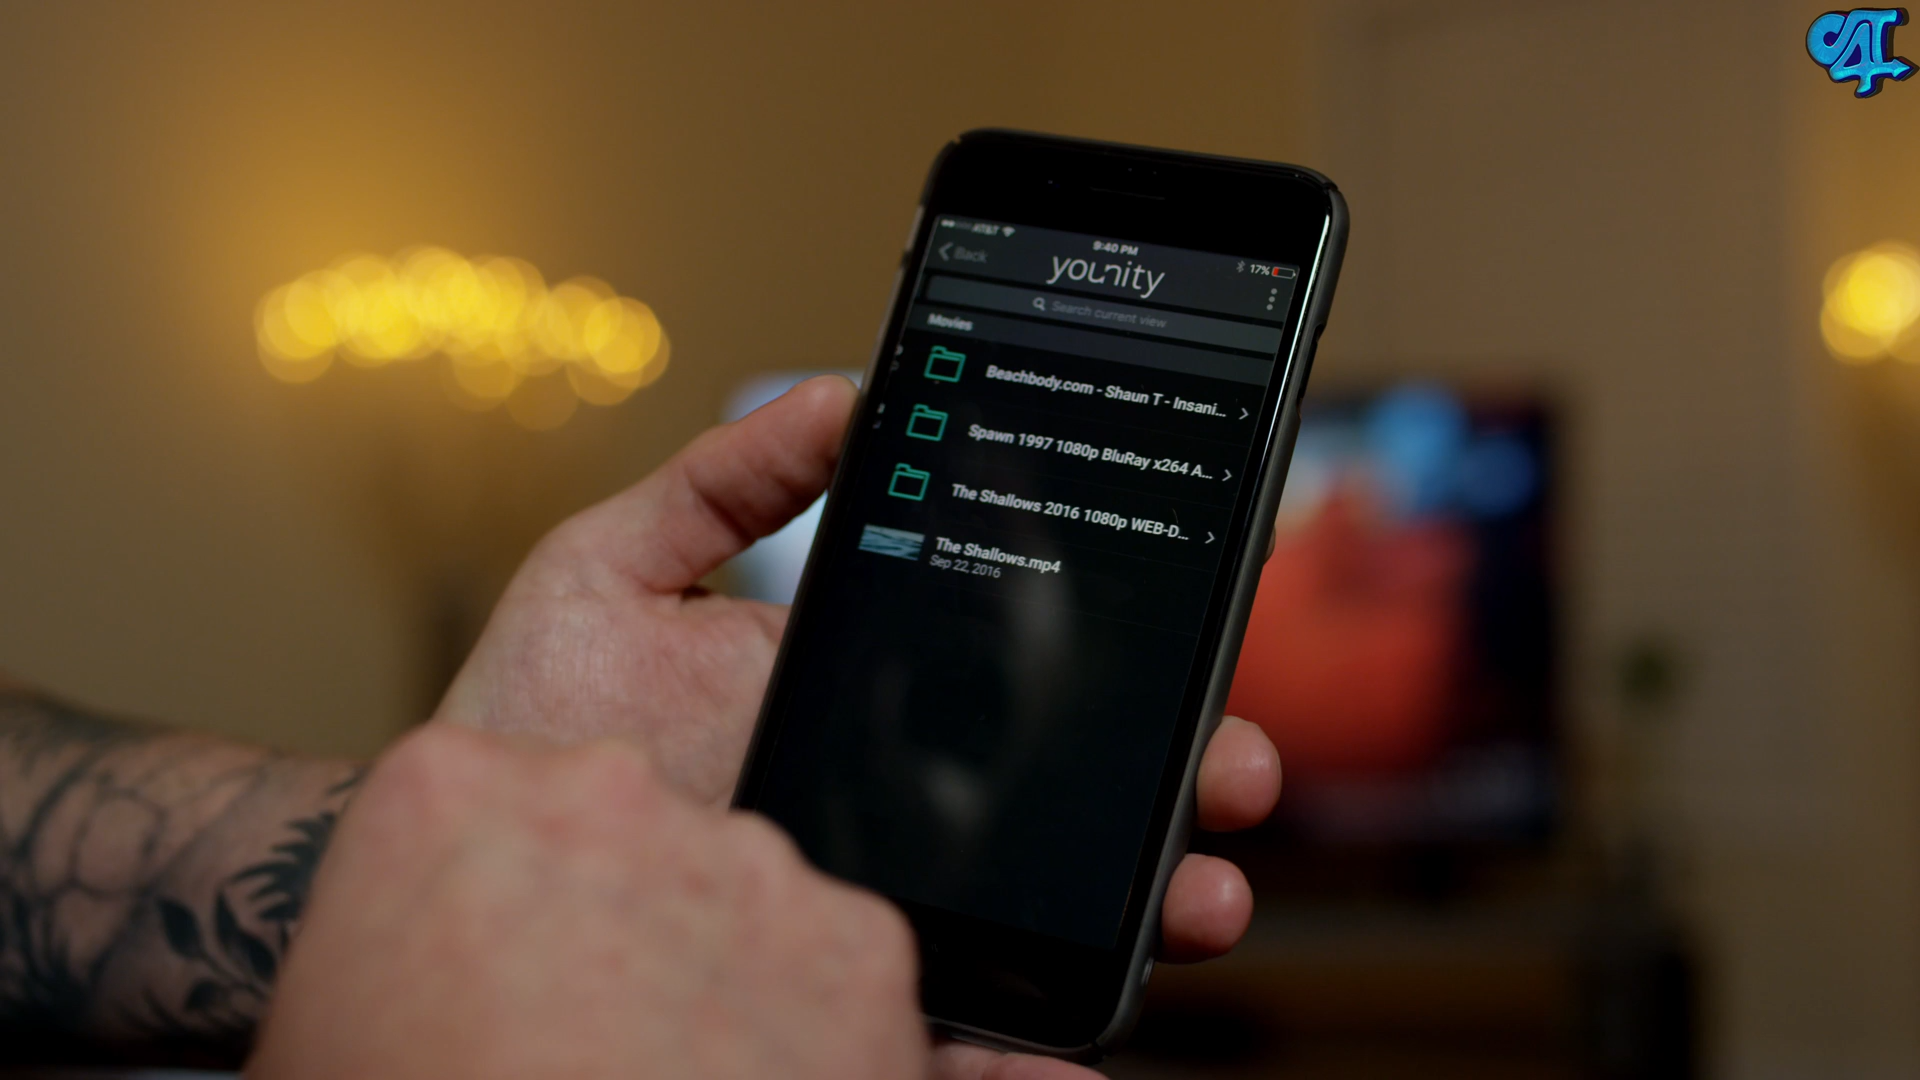 AT&T
9:40 PM
17%
Back
younity
Search current view
Movies
Beachbody.com - Shaun T - Insani...
Spawn 1997 1080p BluRay x264 A...
The Shallows 2016 1080p WEB-D...
The Shallows.mp4
Sep 22, 2016